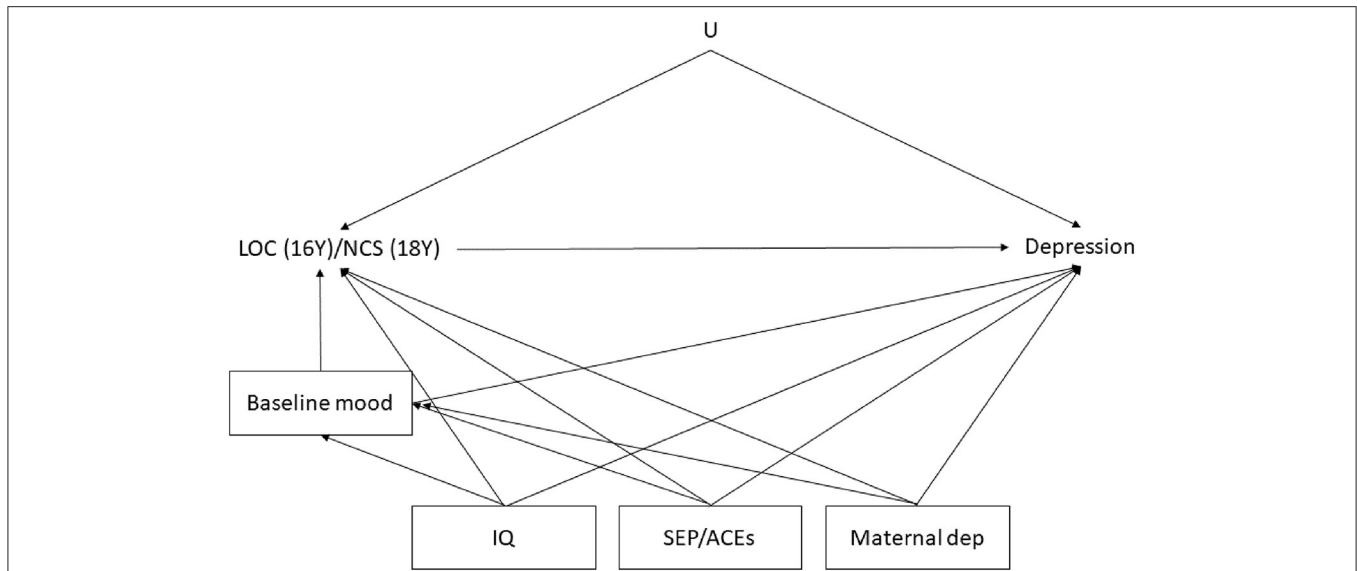 U
LOC (16Y)/NCS (18Y)
Depression
Baseline mood
IQ
SEP/ACEs
Maternal dep